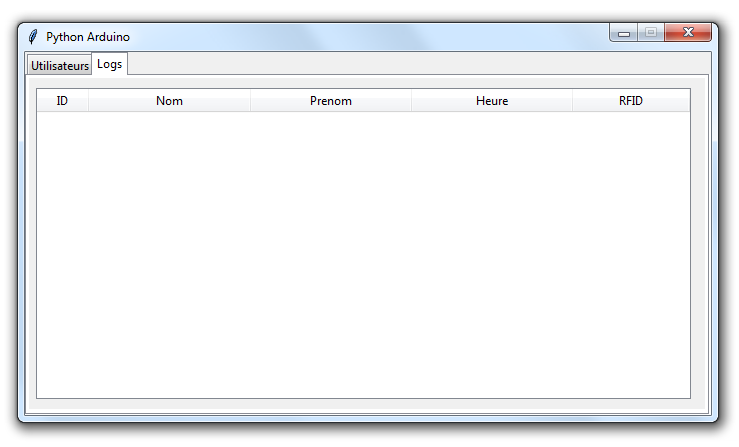 Python Arduino
Utilisateurs Logs
ID Nom Prenom Heure RFID